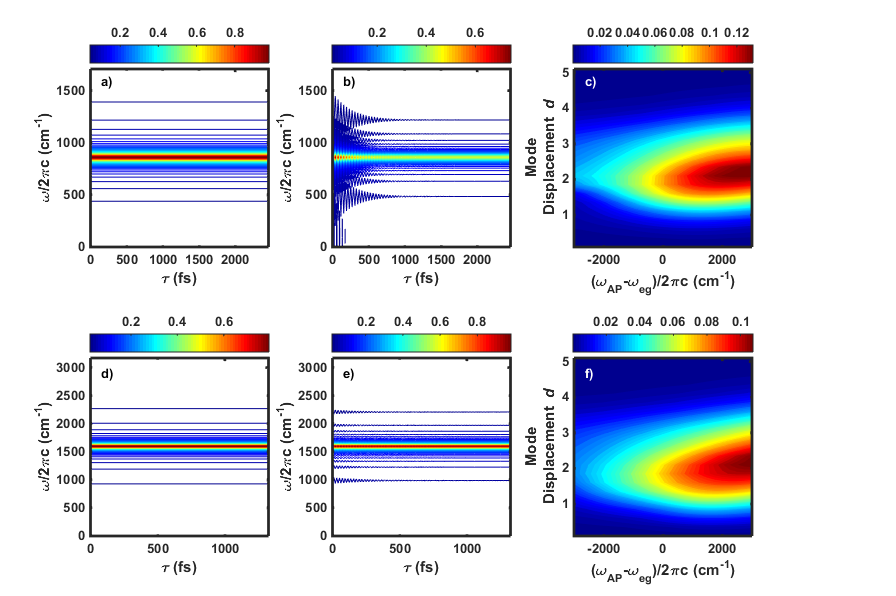 0.2 0.4 0.6 0.8
0.2 0.4 0.6
0.02 0.04 0.06 0.08 0.1 0.12
a)
1500
1000
500
0
0 500 1000 1500 2000
ω/2πc (cm-1)
τ (fs)
b)
1500
1000
500
0
0 500 1000 1500 2000
ω/2πc (cm-1)
τ (fs)
c)
5
4
3
2
1
-2000 0 2000
Mode
Displacement d
(ωAP-ωeg)/2πc (cm-1)
0.2 0.4 0.6
0.2 0.4 0.6 0.8
0.02 0.04 0.06 0.08 0.1
d)
3000
2500
2000
1500
1000
500
0
0 500 1000
ω/2πc (cm-1)
τ (fs)
e)
3000
2500
2000
1500
1000
500
0
0 500 1000
ω/2πc (cm-1)
τ (fs)
f)
5
4
3
2
1
-2000 0 2000
Mode
Displacement d
(ωAP-ωeg)/2πc (cm-1)